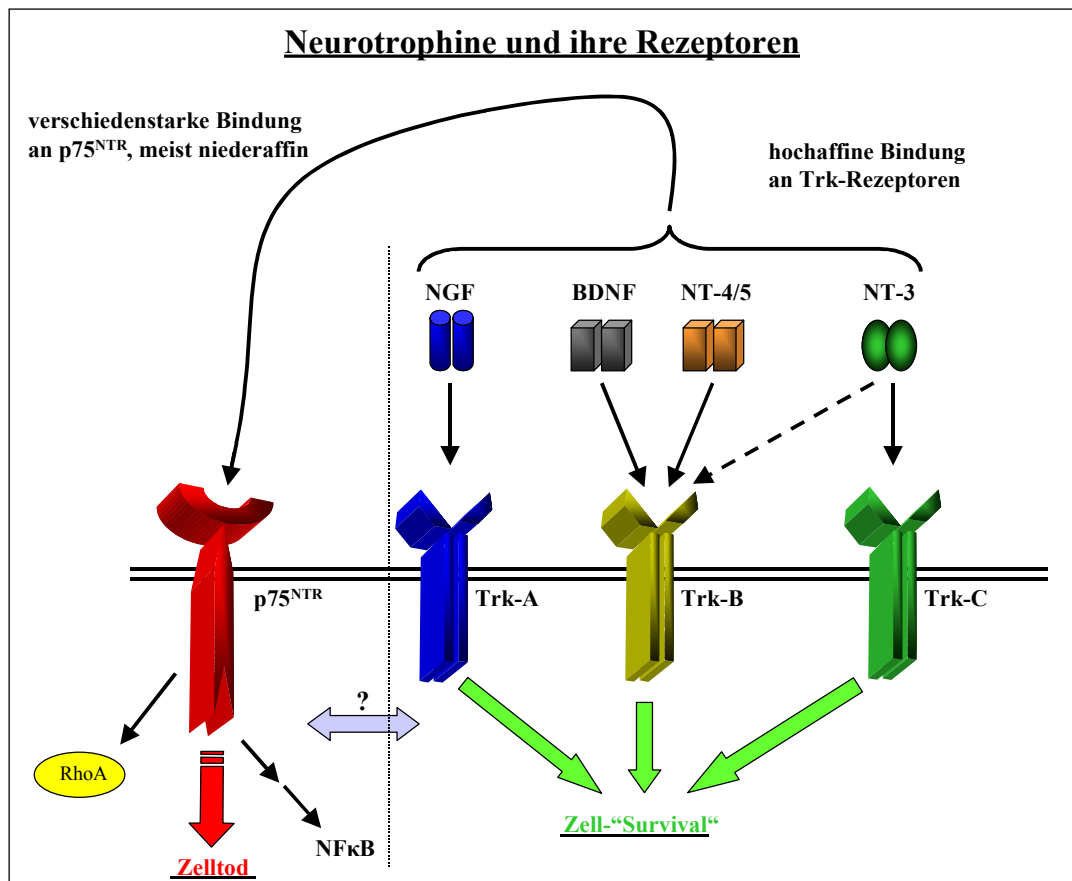 Neurotrophine und ihre Rezeptoren
verschiedenstarke Bindung
an p75NTR, meist niederaffin
hochaffine Bindung
an Trk-Rezeptoren
NGF
BDNF
NT-4/5
NT-3
p75NTR
Trk-A
Trk-B
Trk-C
?
RhoA
NFκB
Zelltod
Zell-“Survival“